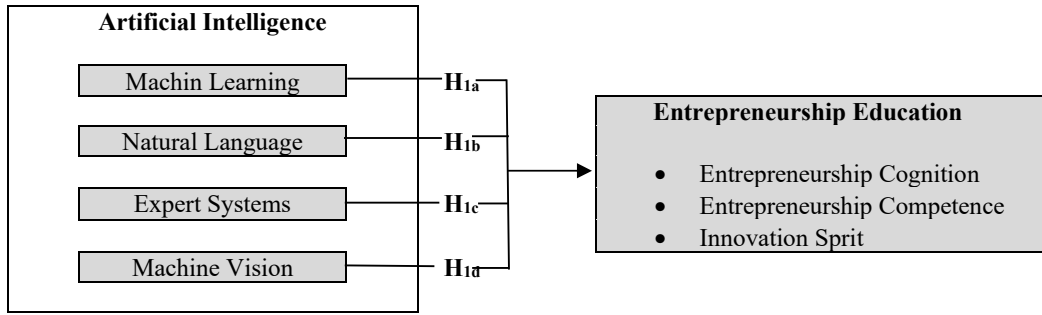 Artificial Intelligence
Machin Learning
H1a
Natural Language
H1b
Expert Systems
H1c
Machine Vision
H1d
Entrepreneurship Education
• Entrepreneurship Cognition
• Entrepreneurship Competence
• Innovation Sprit